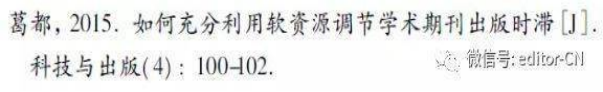 葛都, 2015. 如何充分利用软资源调节学术期刊出版时滞[J].
科技与出版(4): 100-102.
微信号: editor-CN